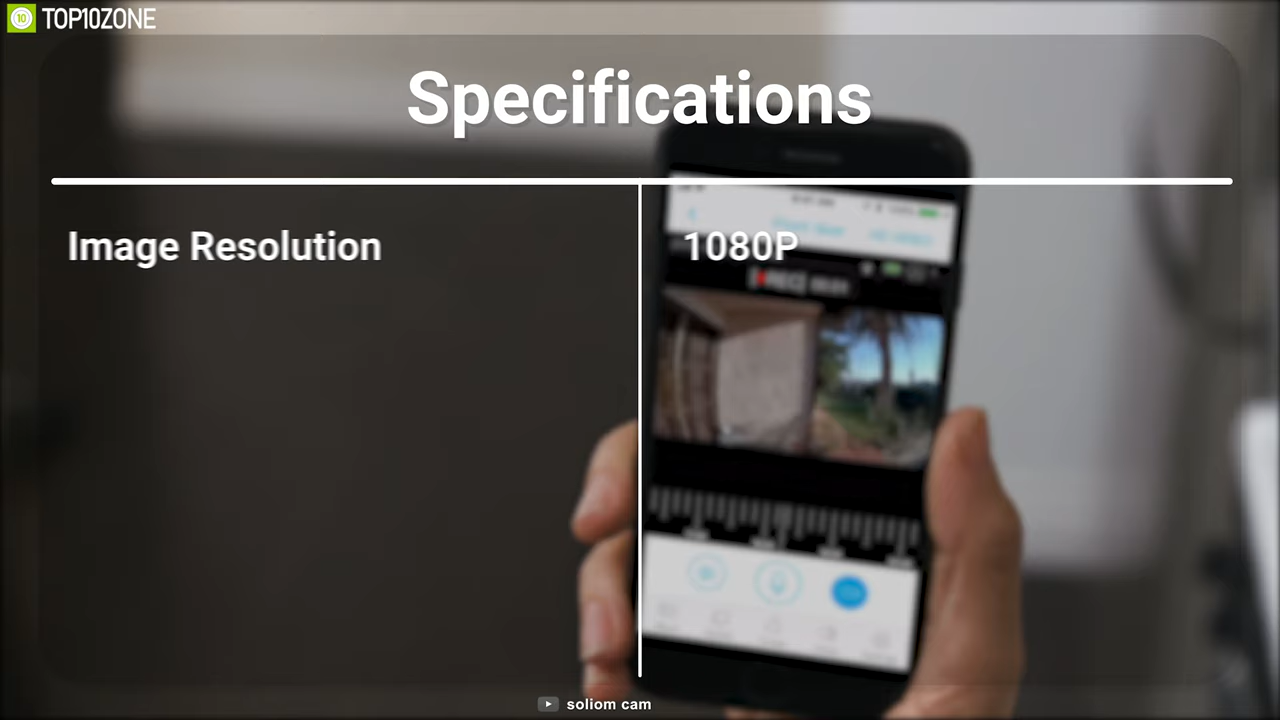 TOP10ZONE
Specifications
Image Resolution 1080P
soliom cam